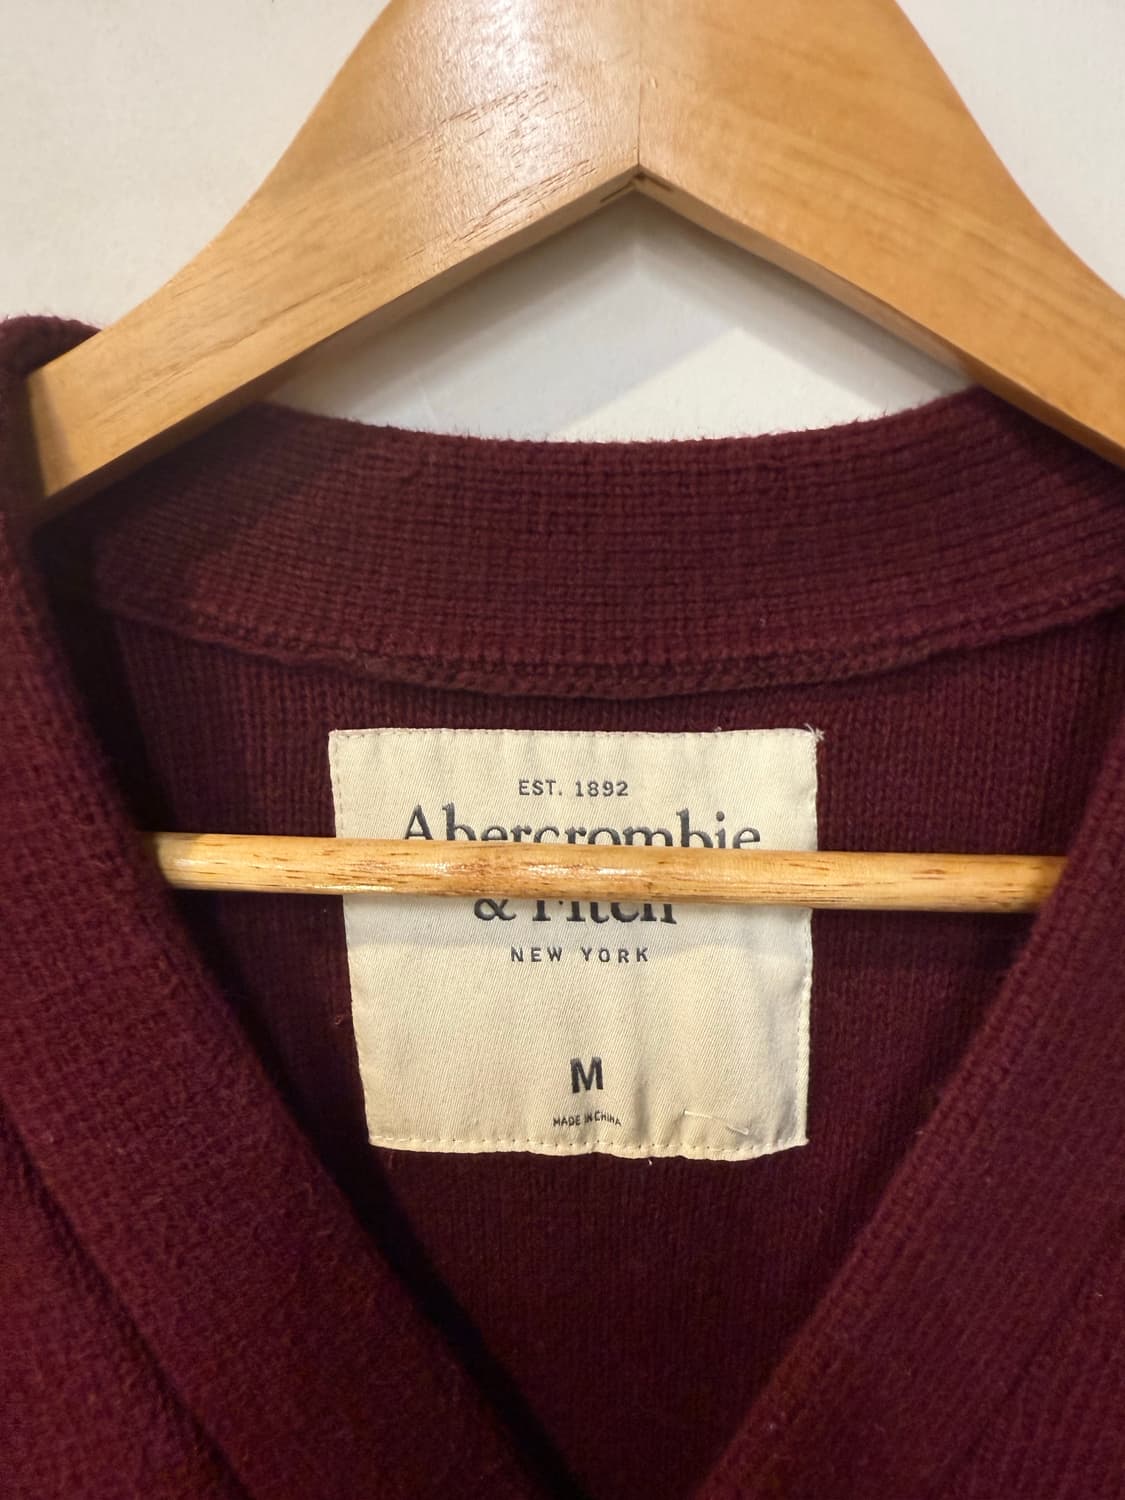 EST. 1892
Abercrombie
& Fitch
NEW YORK
M
MADE IN CHINA